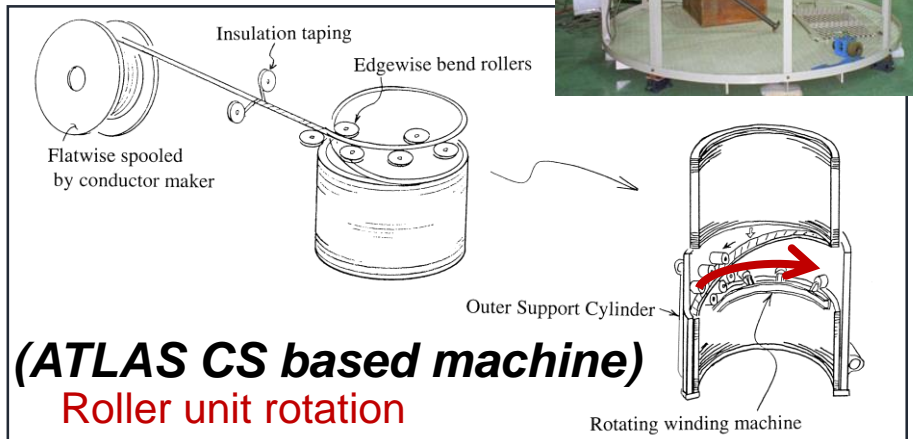 Insulation taping
Edgewise bend rollers
Flatwise spooled
by conductor maker
Outer Support Cylinder
(ATLAS CS based machine)
Roller unit rotation
Rotating winding machine